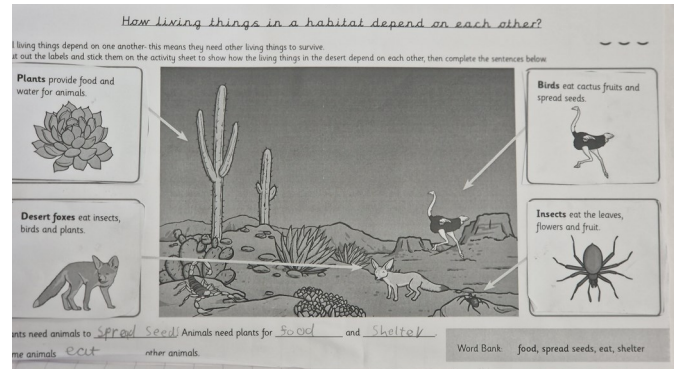 How living things in a habitat depend on each other?
l living things depend on one another- this means they need other living things to survive.
ut out the labels and stick them on the activity sheet to show how the living things in the desert depend on each other, then complete the sentences below
Plants provide food and
water for animals.
Birds eat cactus fruits and
spread seeds.
Desert foxes eat insects,
birds and plants.
Insects eat the leaves,
flowers and fruit.
nts need animals to Spread Seeds Animals need plants for food and Shelter.
me animals eat other animals.
Word Bank: food, spread seeds, eat, shelter